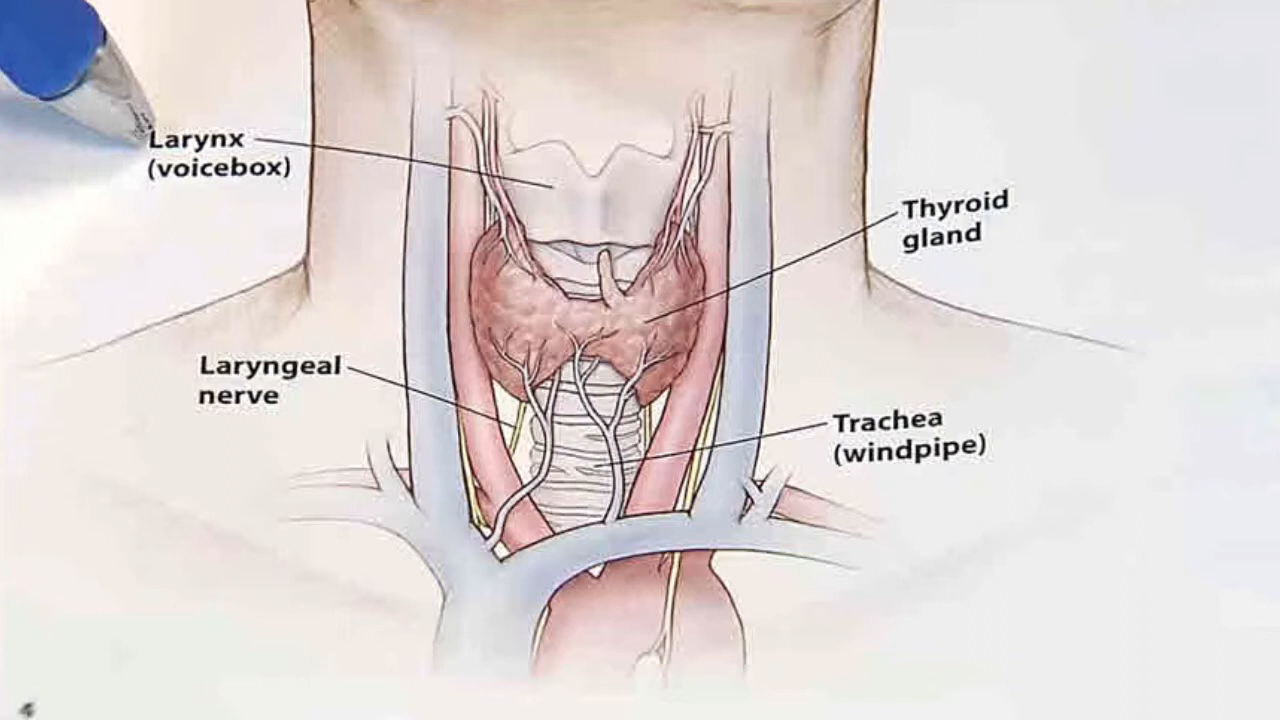 Larynx
(voicebox)
Thyroid
gland
Laryngeal
nerve
Trachea
(windpipe)
4